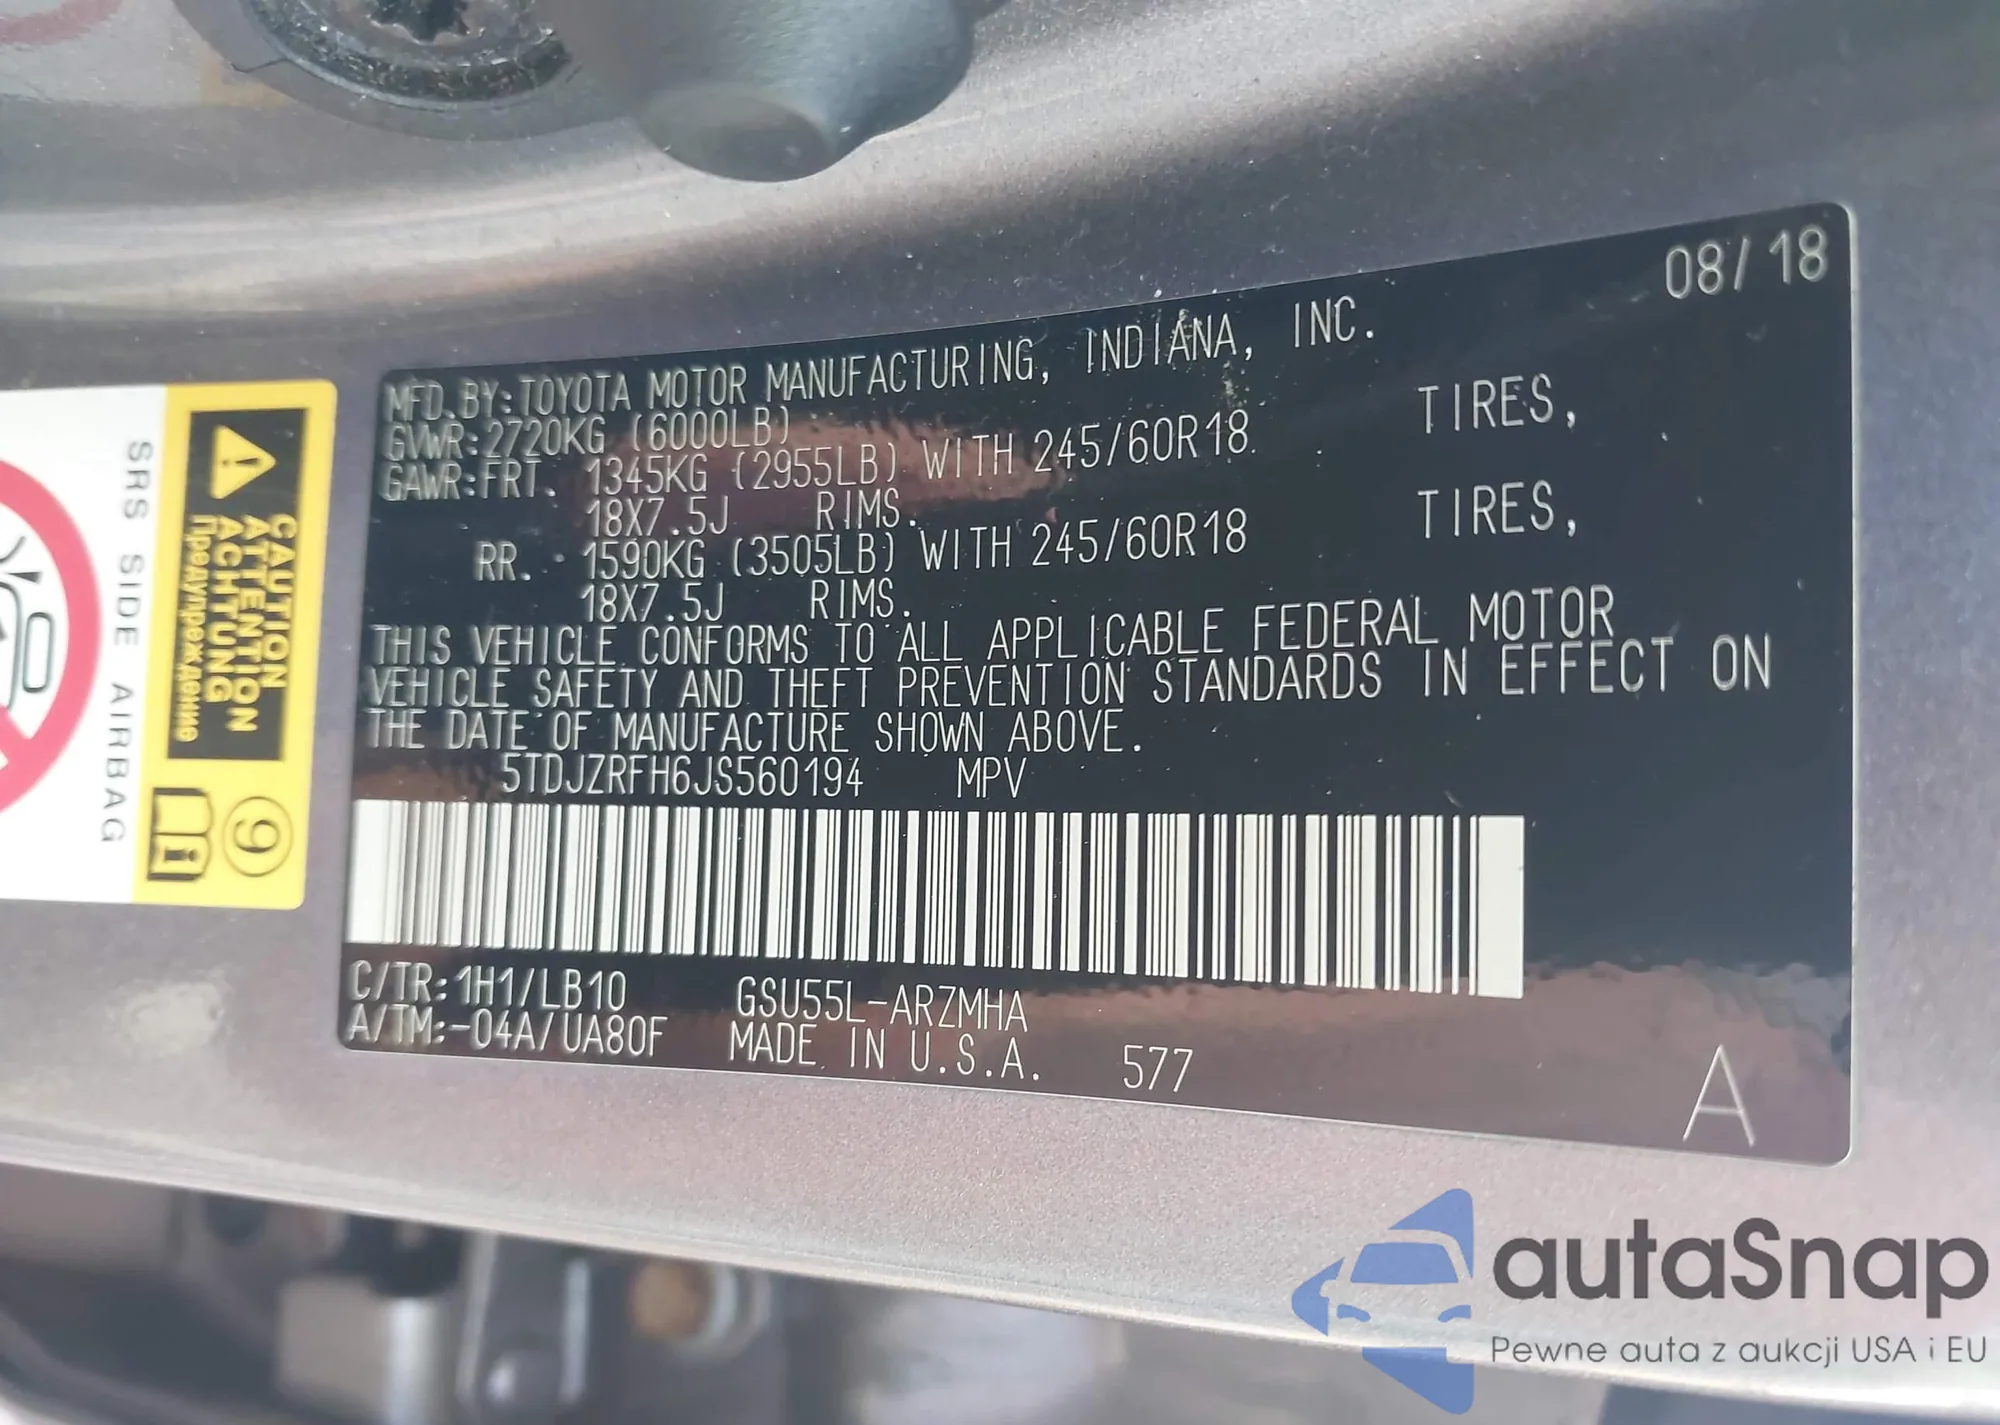 08/18
MFD.BY:TOYOTA MOTOR MANUFACTURING, INDIANA, INC.
GVWR:2720KG (6000LB)
GAWR:FRT. 1345KG (2955LB) WITH 245/60R18 TIRES,
18X7.5J RIMS.
RR. 1590KG (3505LB) WITH 245/60R18 TIRES,
18X7.5J RIMS.
THIS VEHICLE CONFORMS TO ALL APPLICABLE FEDERAL MOTOR
VEHICLE SAFETY AND THEFT PREVENTION STANDARDS IN EFFECT ON
THE DATE OF MANUFACTURE SHOWN ABOVE.
5TDJZRFH6JS560194 MPV
C/TR:1H1/LB10 GSU55L-ARZMHA
A/TM:-04A/UA80F MADE IN U.S.A. 577
A
CAUTION
ATTENTION
ACHTUNG
Предупреждение
SRS SIDE AIRBAG
9
i
autaSnap
Pewne auta z aukcji USA i EU